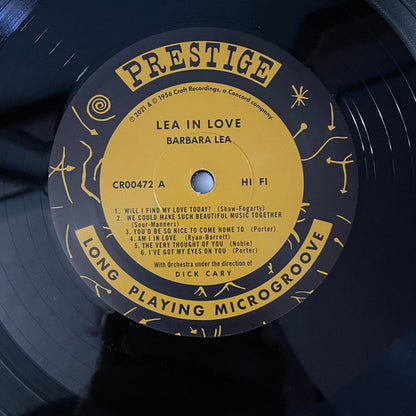 PRESTIGE
℗ 2021 & © 1956 Craft Recordings, a Concord company.
LEA IN LOVE
BARBARA LEA
CR00472 A HI FI
1. WILL I FIND MY LOVE TODAY? (Shaw-Fogarty)
2. WE COULD MAKE SUCH BEAUTIFUL MUSIC TOGETHER
(Sour-Manners)
3. YOU'D BE SO NICE TO COME HOME TO (Porter)
4. AM I IN LOVE (Ryan-Barrett)
5. THE VERY THOUGHT OF YOU (Noble)
6. I'VE GOT MY EYES ON YOU (Porter)
With Orchestra under the direction of
DICK CARY
LONG PLAYING MICROGROOVE